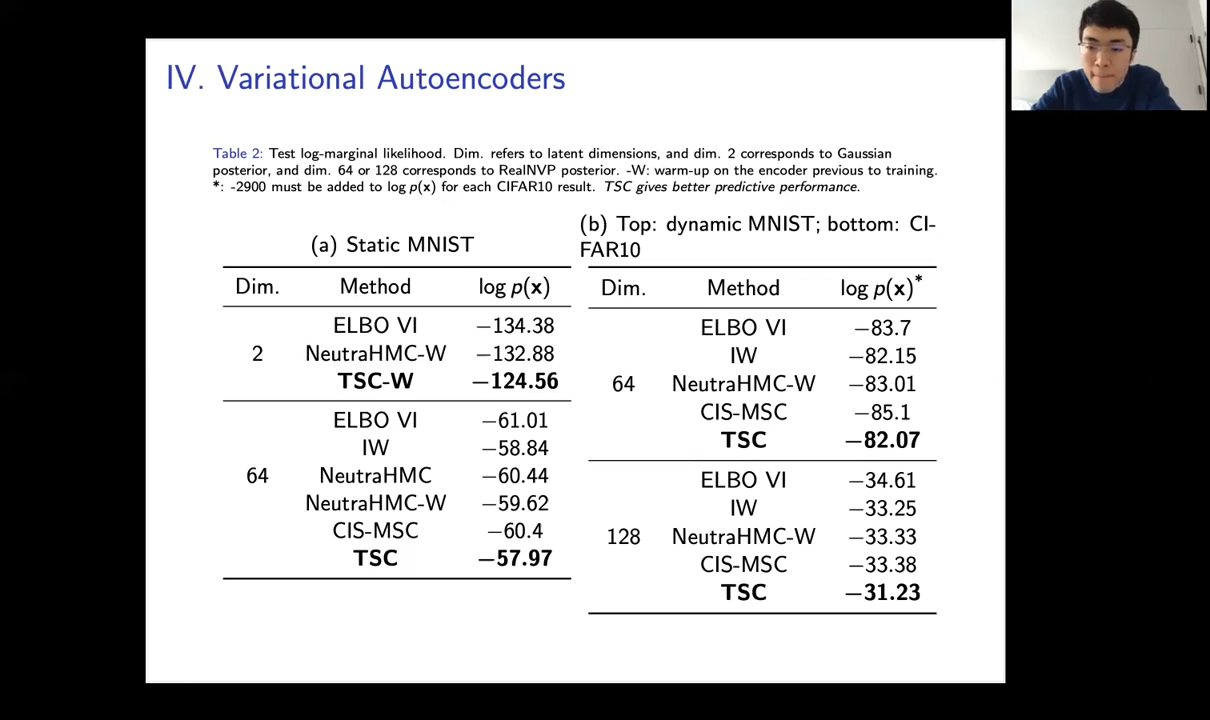 IV. Variational Autoencoders
Table 2: Test log-marginal likelihood. Dim. refers to latent dimensions, and dim. 2 corresponds to Gaussian
posterior, and dim. 64 or 128 corresponds to RealNVP posterior. -W: warm-up on the encoder previous to training.
*: -2900 must be added to log p(x) for each CIFAR10 result. TSC gives better predictive performance.
(a) Static MNIST
Dim. Method log p(x)
ELBO VI −134.38
2 NeutraHMC-W −132.88
TSC-W −124.56
ELBO VI −61.01
IW −58.84
64 NeutraHMC −60.44
NeutraHMC-W −59.62
CIS-MSC −60.4
TSC −57.97
(b) Top: dynamic MNIST; bottom: CI-
FAR10
Dim. Method log p(x)*
ELBO VI −83.7
IW −82.15
64 NeutraHMC-W −83.01
CIS-MSC −85.1
TSC −82.07
ELBO VI −34.61
IW −33.25
128 NeutraHMC-W −33.33
CIS-MSC −33.38
TSC −31.23